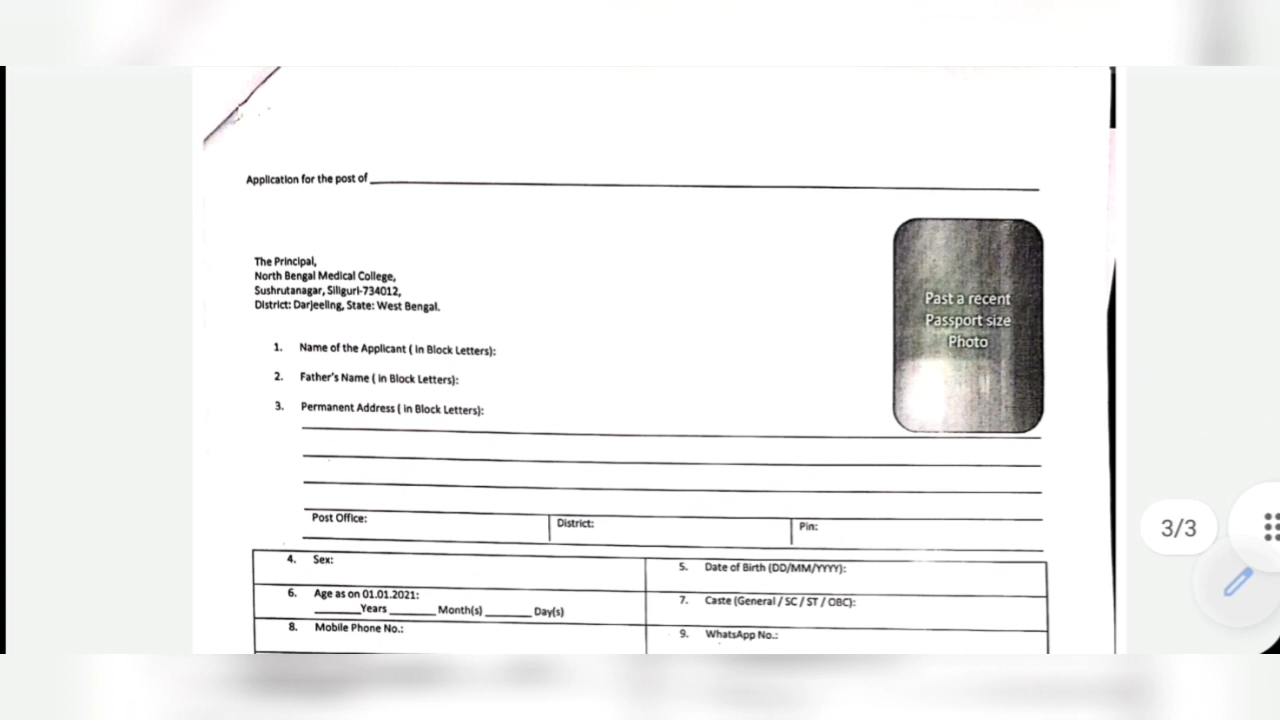 Application for the post of
The Principal,
North Bengal Medical College,
Sushrutanagar, Siliguri-734012,
District: Darjeeling, State: West Bengal.
Past a recent
Passport size
Photo
1. Name of the Applicant ( in Block Letters):
2. Father's Name ( in Block Letters):
3. Permanent Address ( in Block Letters):
Post Office: District: Pin:
4. Sex: 5. Date of Birth (DD/MM/YYYY):
6. Age as on 01.01.2021: 7. Caste (General / SC / ST / OBC):
______Years ______ Month(s) ______ Day(s)
8. Mobile Phone No.: 9. WhatsApp No.:
3/3